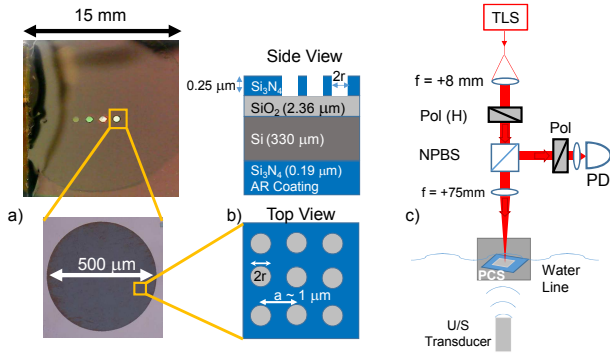 15 mm
Side View
2r
0.25 μm
Si₃N₄
SiO₂ (2.36 μm)
Si (330 μm)
Si₃N₄ (0.19 μm)
AR Coating
a)
500 μm
b)
Top View
2r
a ~ 1 μm
TLS
f = +8 mm
Pol (H)
Pol
NPBS
PD
f = +75mm
c)
PCS
Water
Line
U/S
Transducer